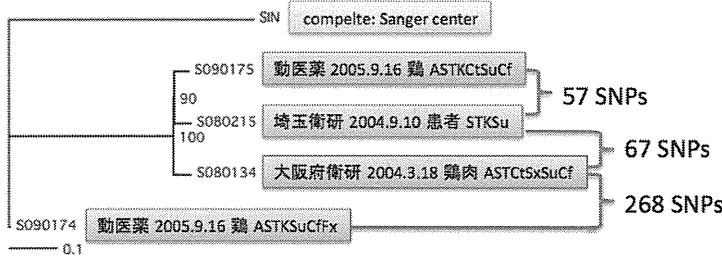 SIN compelte: Sanger center
S090175 動医薬 2005.9.16 鶏 ASTKCtSuCf
90
57 SNPs
S080215 埼玉衛研 2004.9.10 患者 STKSu
100
67 SNPs
S080134 大阪府衛研 2004.3.18 鶏肉 ASTCtSxSuCf
268 SNPs
S090174 動医薬 2005.9.16 鶏 ASTKSuCfFx
0.1